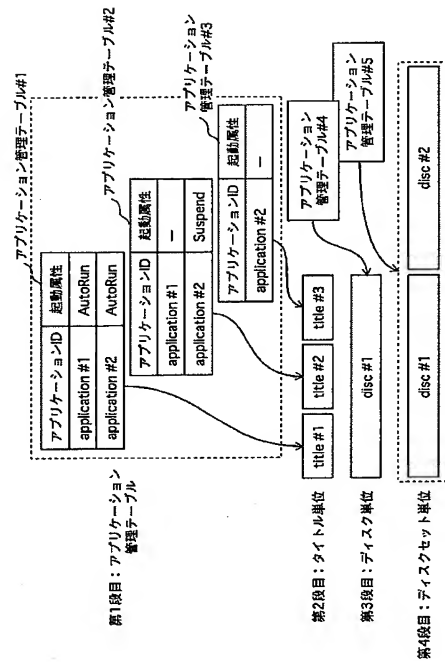 アプリケーション管理テーブル#1
アプリケーションID 起動属性
application #1 AutoRun
application #2 AutoRun
アプリケーション管理テーブル#2
アプリケーションID 起動属性
application #1 —
application #2 Suspend
アプリケーション
管理テーブル#3
アプリケーションID 起動属性
application #2 —
第1段目:アプリケーション
管理テーブル
第2段目:タイトル単位
title #1
title #2
title #3
アプリケーション
管理テーブル#4
第3段目:ディスク単位
disc #1
アプリケーション
管理テーブル#5
第4段目:ディスクセット単位
disc #1
disc #2